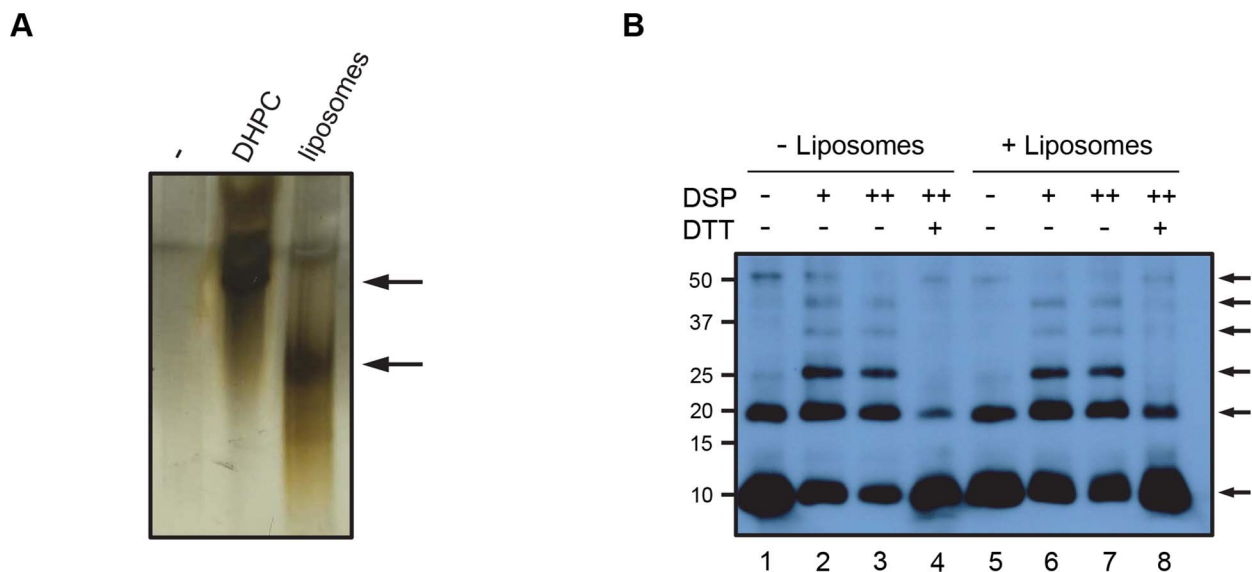 A
B
- DHPC liposomes
- Liposomes + Liposomes
DSP - + ++ ++ - + ++ ++
DTT - - - + - - - +
50
37
25
20
15
10
1 2 3 4 5 6 7 8